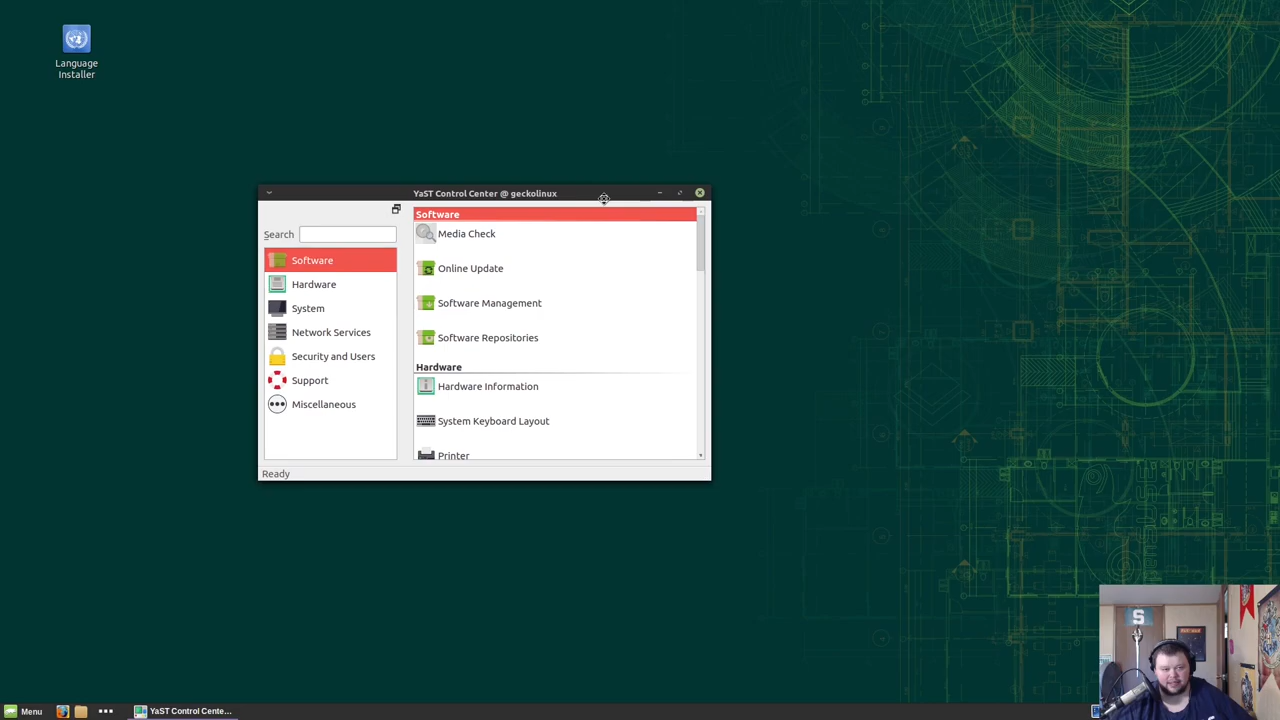 Language
Installer
YaST Control Center @ geckolinux
Search
Software
Hardware
System
Network Services
Security and Users
Support
Miscellaneous
Software
Media Check
Online Update
Software Management
Software Repositories
Hardware
Hardware Information
System Keyboard Layout
Printer
Ready
S
Menu
YaST Control Cente...